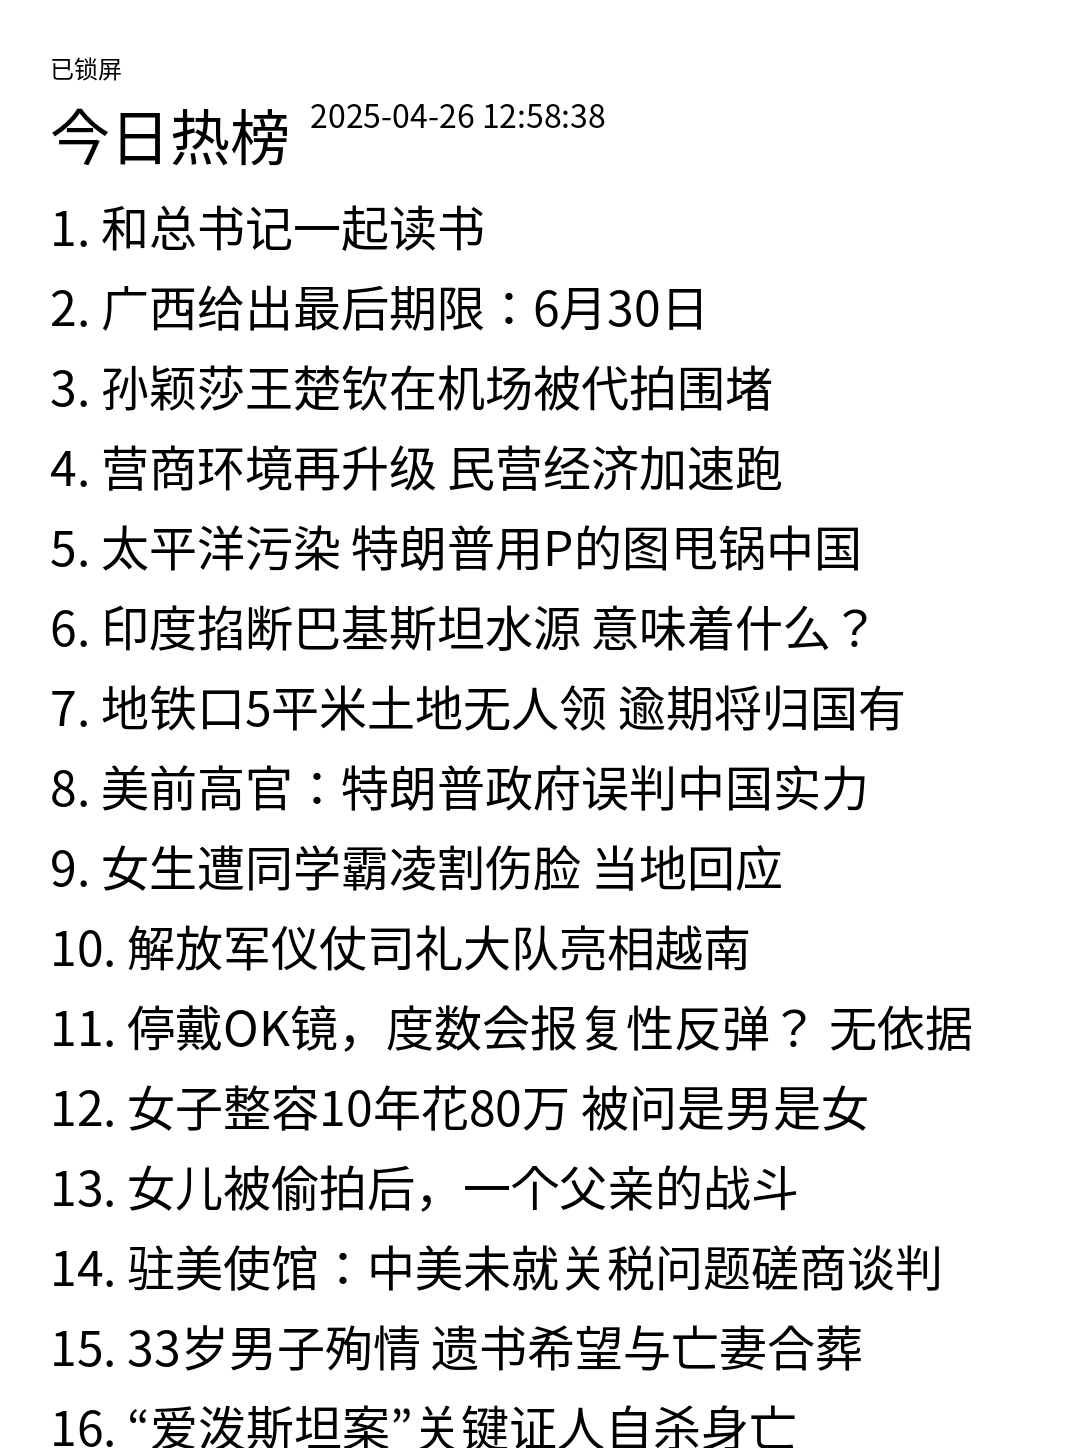 已锁屏
今日热榜 2025-04-26 12:58:38
1. 和总书记一起读书
2. 广西给出最后期限：6月30日
3. 孙颖莎王楚钦在机场被代拍围堵
4. 营商环境再升级 民营经济加速跑
5. 太平洋污染 特朗普用P的图甩锅中国
6. 印度掐断巴基斯坦水源 意味着什么？
7. 地铁口5平米土地无人领 逾期将归国有
8. 美前高官：特朗普政府误判中国实力
9. 女生遭同学霸凌割伤脸 当地回应
10. 解放军仪仗司礼大队亮相越南
11. 停戴OK镜，度数会报复性反弹？ 无依据
12. 女子整容10年花80万 被问是男是女
13. 女儿被偷拍后，一个父亲的战斗
14. 驻美使馆：中美未就关税问题磋商谈判
15. 33岁男子殉情 遗书希望与亡妻合葬
16. “爱泼斯坦案”关键证人自杀身亡